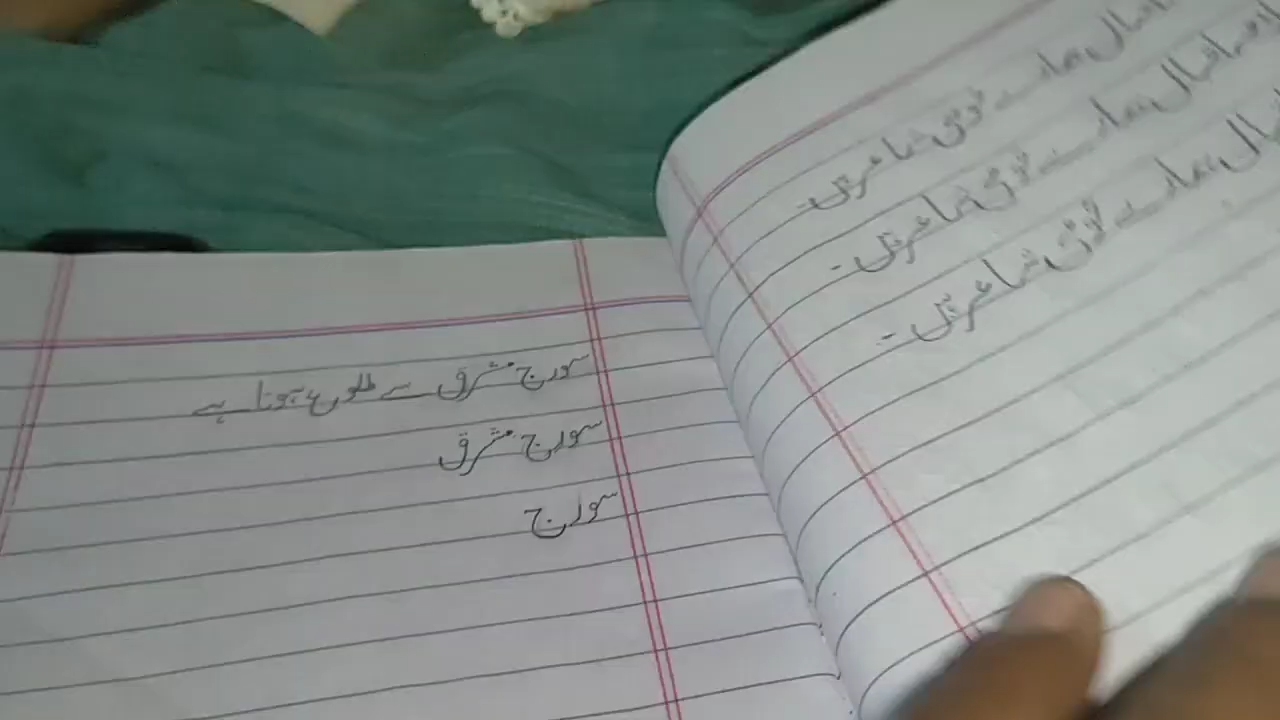 اقبال ہمارے قومی شاعر ہیں۔
علامہ اقبال ہمارے قومی شاعر ہیں۔
اقبال ہمارے قومی شاعر ہیں۔
سورج مشرق سے طلوع ہوتا ہے
سورج مشرق
سورج